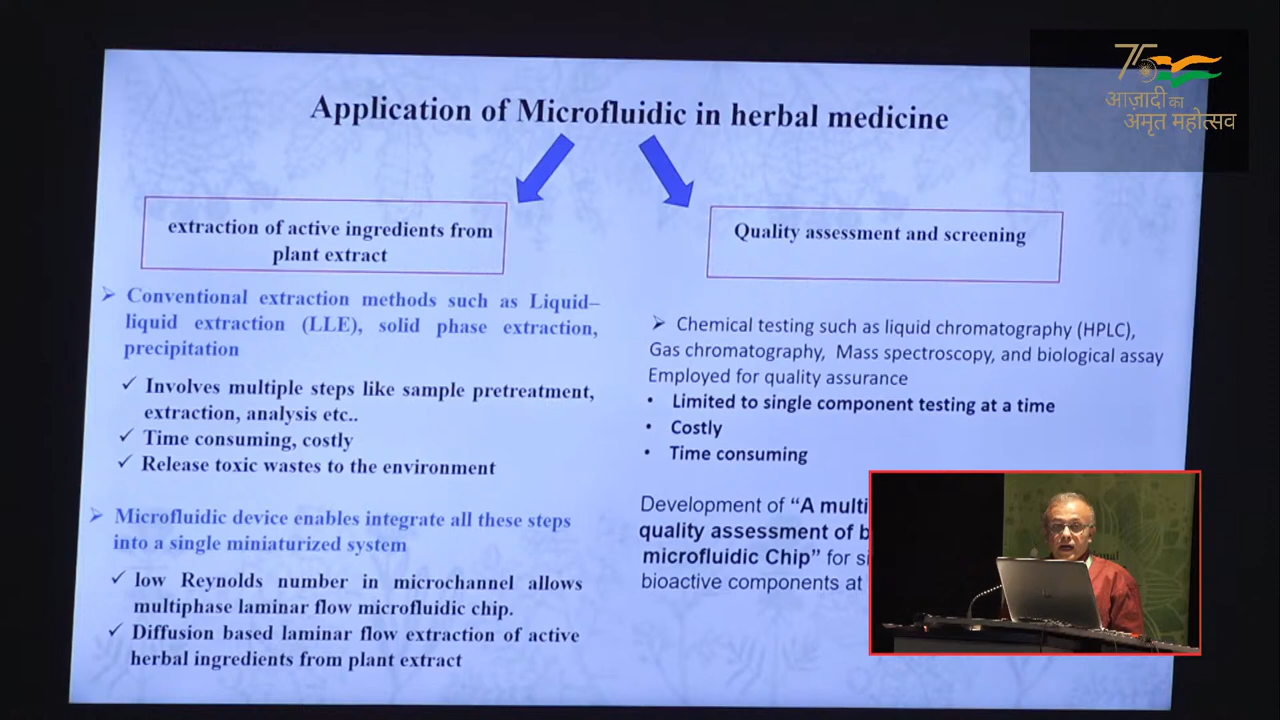 Application of Microfluidic in herbal medicine
75
आज़ादी का
अमृत महोत्सव
extraction of active ingredients from
plant extract
Conventional extraction methods such as Liquid–
liquid extraction (LLE), solid phase extraction,
precipitation
Involves multiple steps like sample pretreatment,
extraction, analysis etc..
Time consuming, costly
Release toxic wastes to the environment
Microfluidic device enables integrate all these steps
into a single miniaturized system
low Reynolds number in microchannel allows
multiphase laminar flow microfluidic chip.
Diffusion based laminar flow extraction of active
herbal ingredients from plant extract
Quality assessment and screening
Chemical testing such as liquid chromatography (HPLC),
Gas chromatography, Mass spectroscopy, and biological assay
Employed for quality assurance
Limited to single component testing at a time
Costly
Time consuming
Development of “A multi
quality assessment of b
microfluidic Chip” for si
bioactive components at